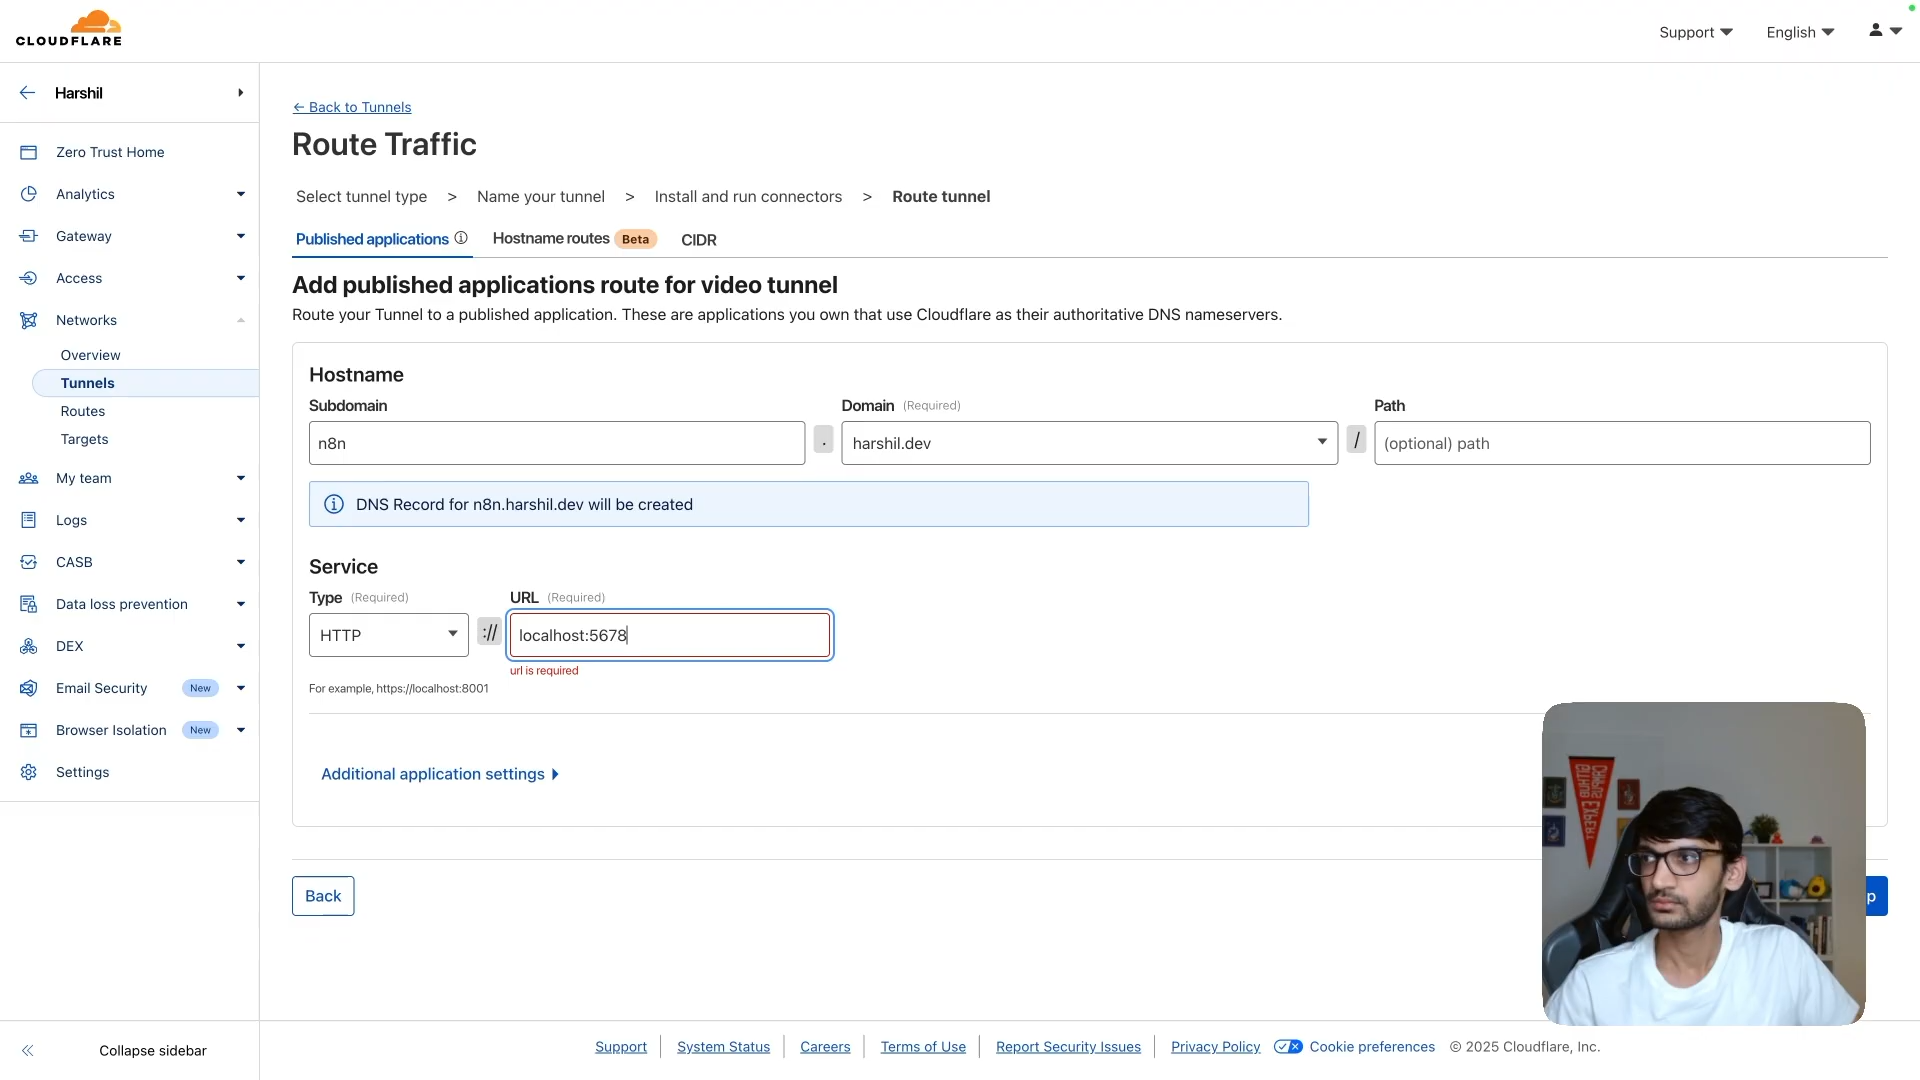 CLOUDFLARE
Support
English
Harshil
Zero Trust Home
Analytics
Gateway
Access
Networks
Overview
Tunnels
Routes
Targets
My team
Logs
CASB
Data loss prevention
DEX
Email Security New
Browser Isolation New
Settings
Collapse sidebar
← Back to Tunnels
Route Traffic
Select tunnel type > Name your tunnel > Install and run connectors > Route tunnel
Published applications Hostname routes Beta CIDR
Add published applications route for video tunnel
Route your Tunnel to a published application. These are applications you own that use Cloudflare as their authoritative DNS nameservers.
Hostname
Subdomain Domain (Required) Path
n8n . harshil.dev / (optional) path
DNS Record for n8n.harshil.dev will be created
Service
Type (Required) URL (Required)
HTTP :// localhost:5678
url is required
For example, https://localhost:8001
Additional application settings
Back
p
Support System Status Careers Terms of Use Report Security Issues Privacy Policy Cookie preferences © 2025 Cloudflare, Inc.